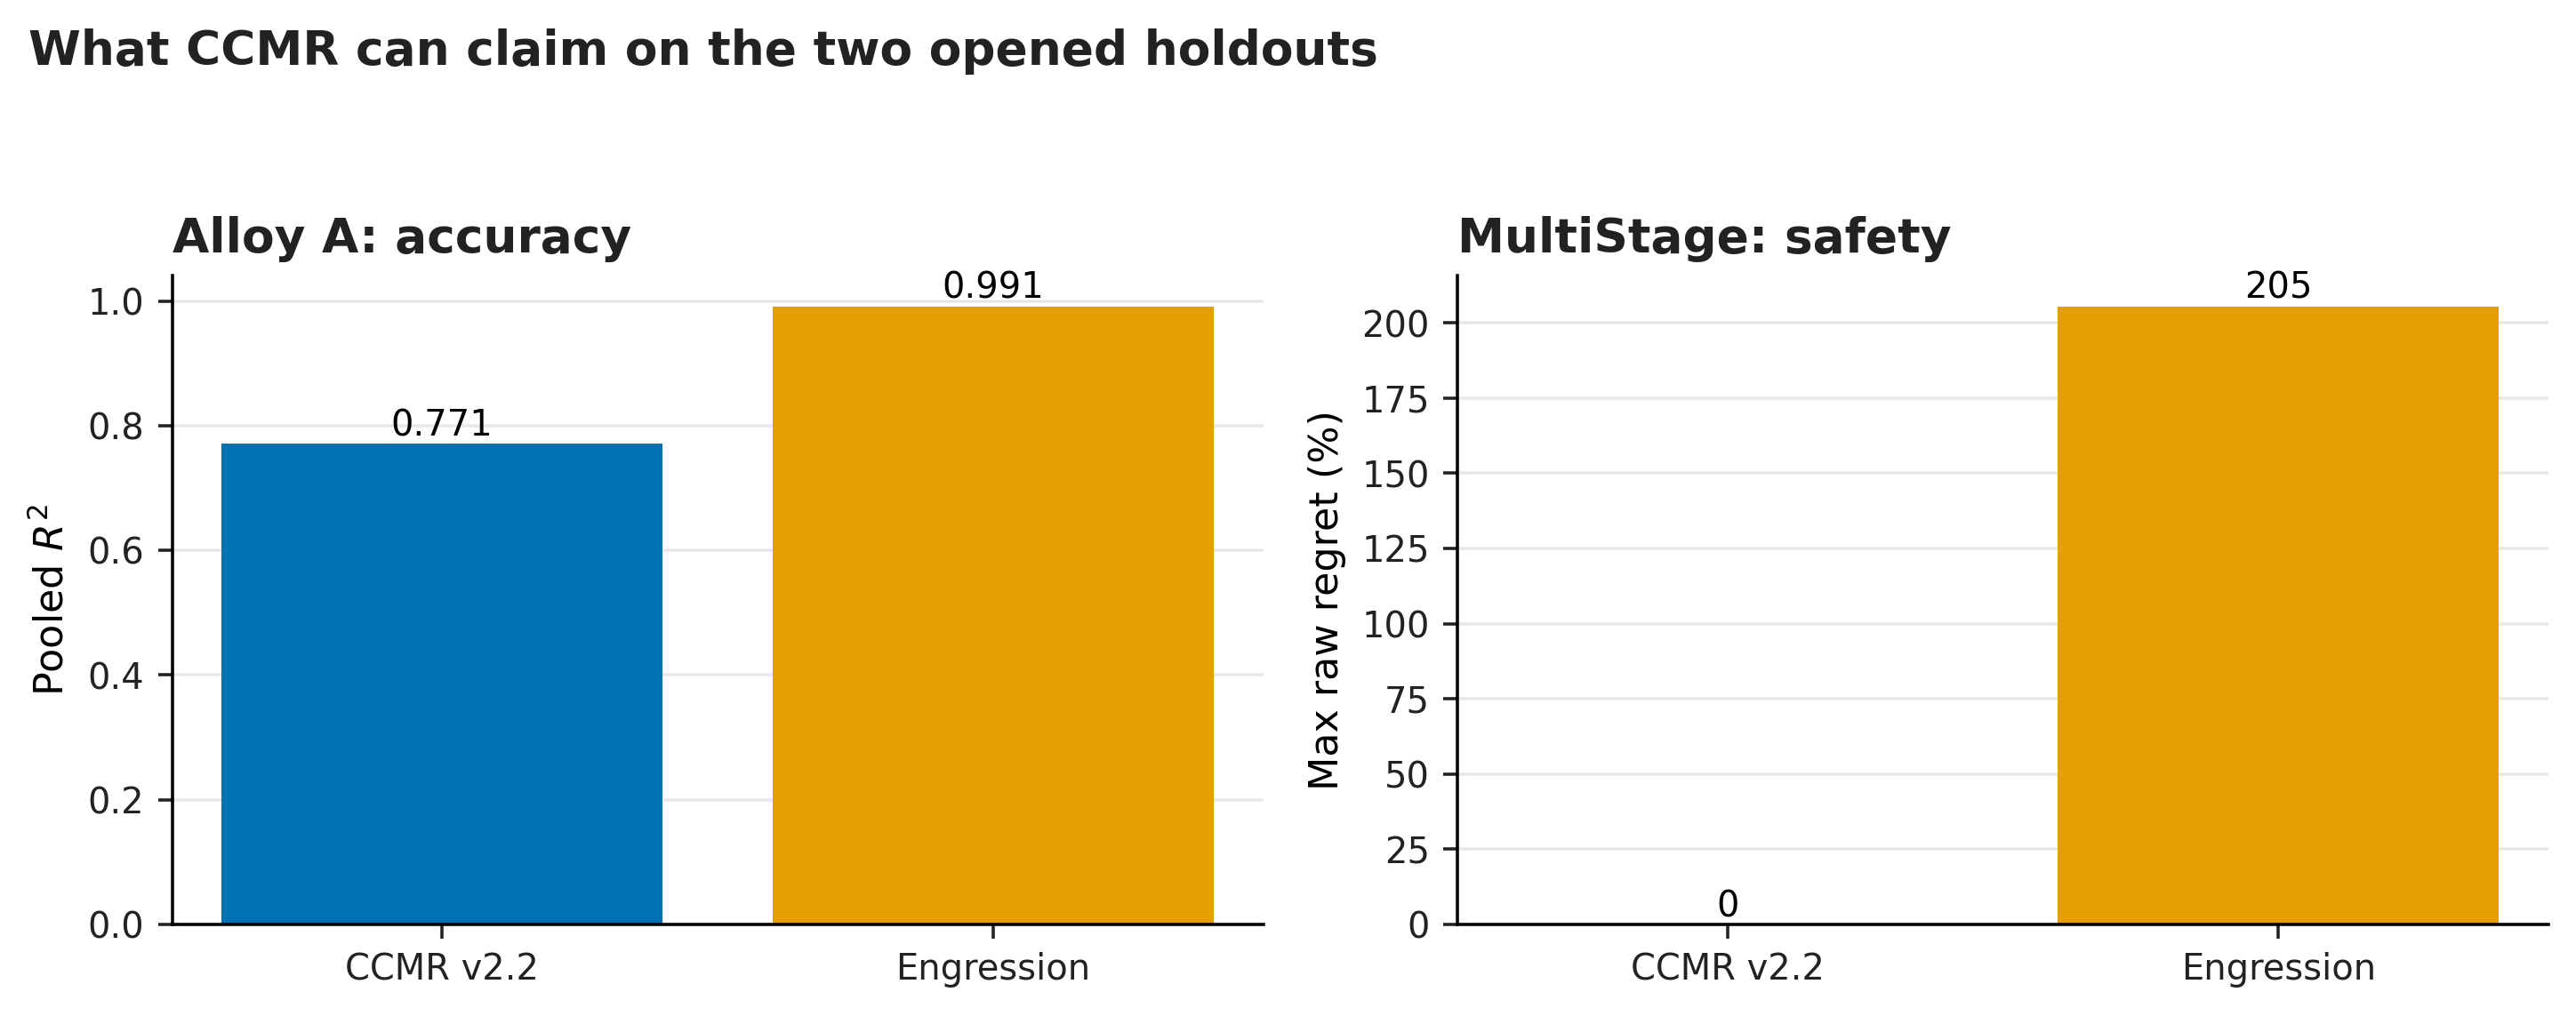 What CCMR can claim on the two opened holdouts
Alloy A: accuracy
Pooled R²
1.0
0.8
0.6
0.4
0.2
0.0
0.771
0.991
CCMR v2.2
Engression
MultiStage: safety
Max raw regret (%)
200
175
150
125
100
75
50
25
0
0
205
CCMR v2.2
Engression